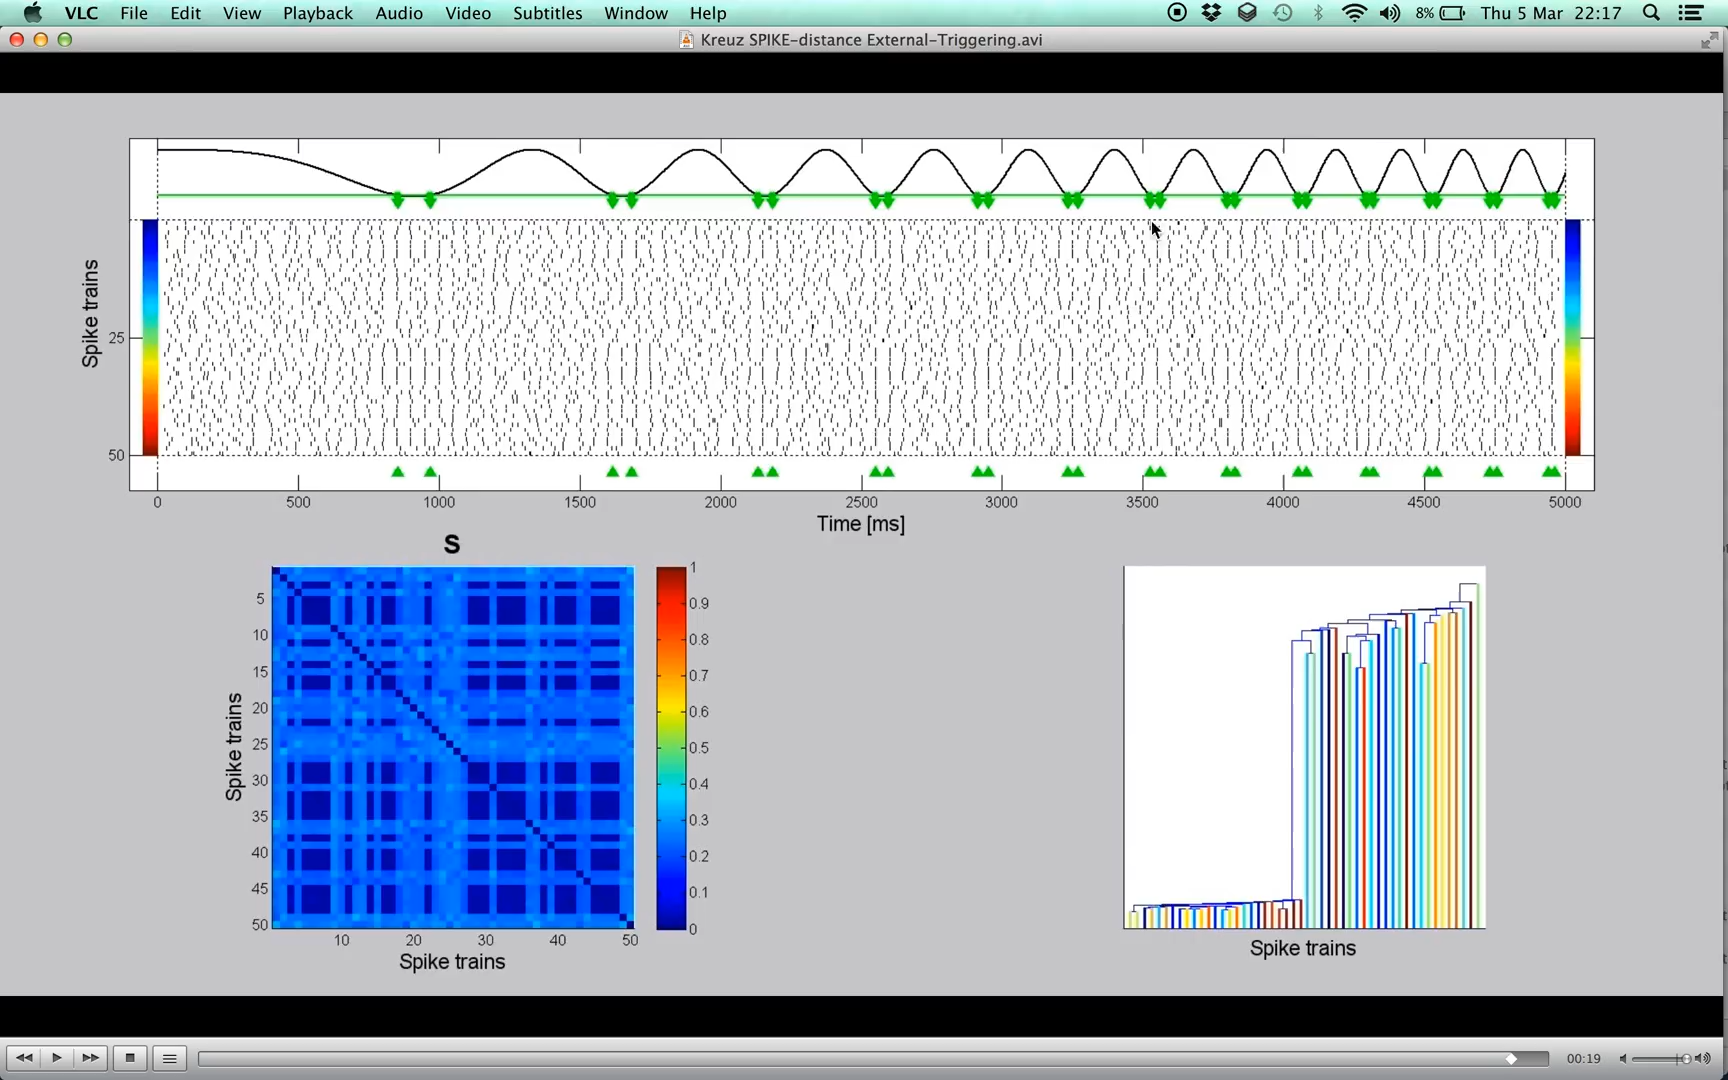 VLC File Edit View Playback Audio Video Subtitles Window Help 8% Thu 5 Mar 22:17
Kreuz SPIKE-distance External-Triggering.avi
Spike trains
25
50
0 500 1000 1500 2000 2500 3000 3500 4000 4500 5000
Time [ms]
S
Spike trains
5
10
15
20
25
30
35
40
45
50
10 20 30 40 50
Spike trains
1
0.9
0.8
0.7
0.6
0.5
0.4
0.3
0.2
0.1
0
Spike trains
00:19